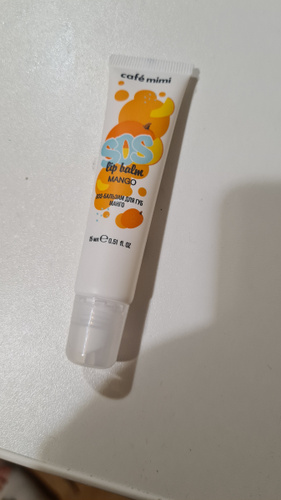 café mimi
SOS
lip balm
MANGO
SOS-БАЛЬЗАМ ДЛЯ ГУБ
МАНГО
15 мл ℮ 0.51 fl. oz